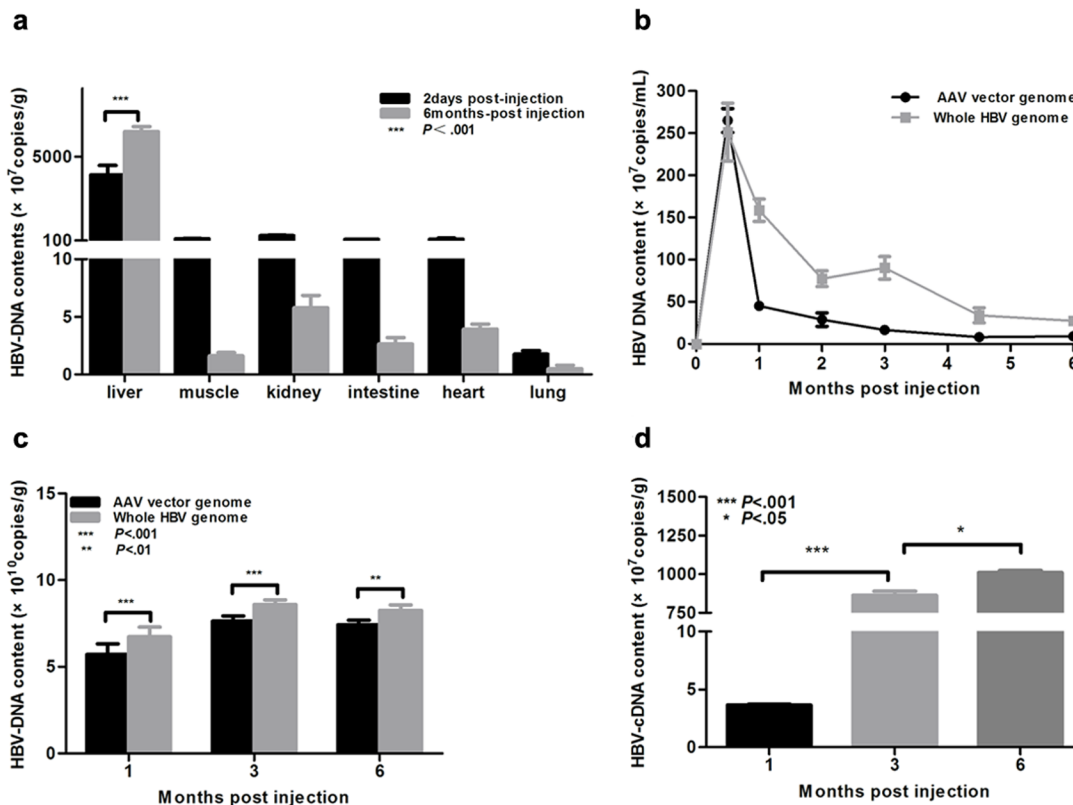 a
HBV-DNA contents (× 10⁷copies/g)
5000
100
10
5
0
***
2days post-injection
6months-post injection
*** P< .001
liver muscle kidney intestine heart lung
b
HBV DNA content (× 10⁷copies/mL)
300
250
200
150
100
50
0
AAV vector genome
Whole HBV genome
0 1 2 3 4 5 6
Months post injection
c
HBV-DNA content (× 10¹⁰copies/g)
15
10
5
0
AAV vector genome
Whole HBV genome
*** P<.001
** P<.01
*** *** **
1 3 6
Months post injection
d
HBV-cDNA content (× 10⁷copies/g)
1500
1250
1000
750
10
5
0
*** P<.001
* P<.05
*** *
1 3 6
Months post injection